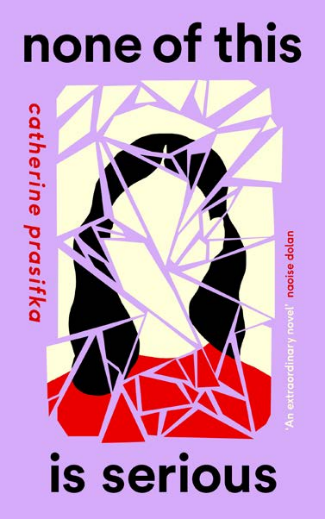 none of this
catherine prasifka
'An extraordinary novel' naoise dolan
is serious